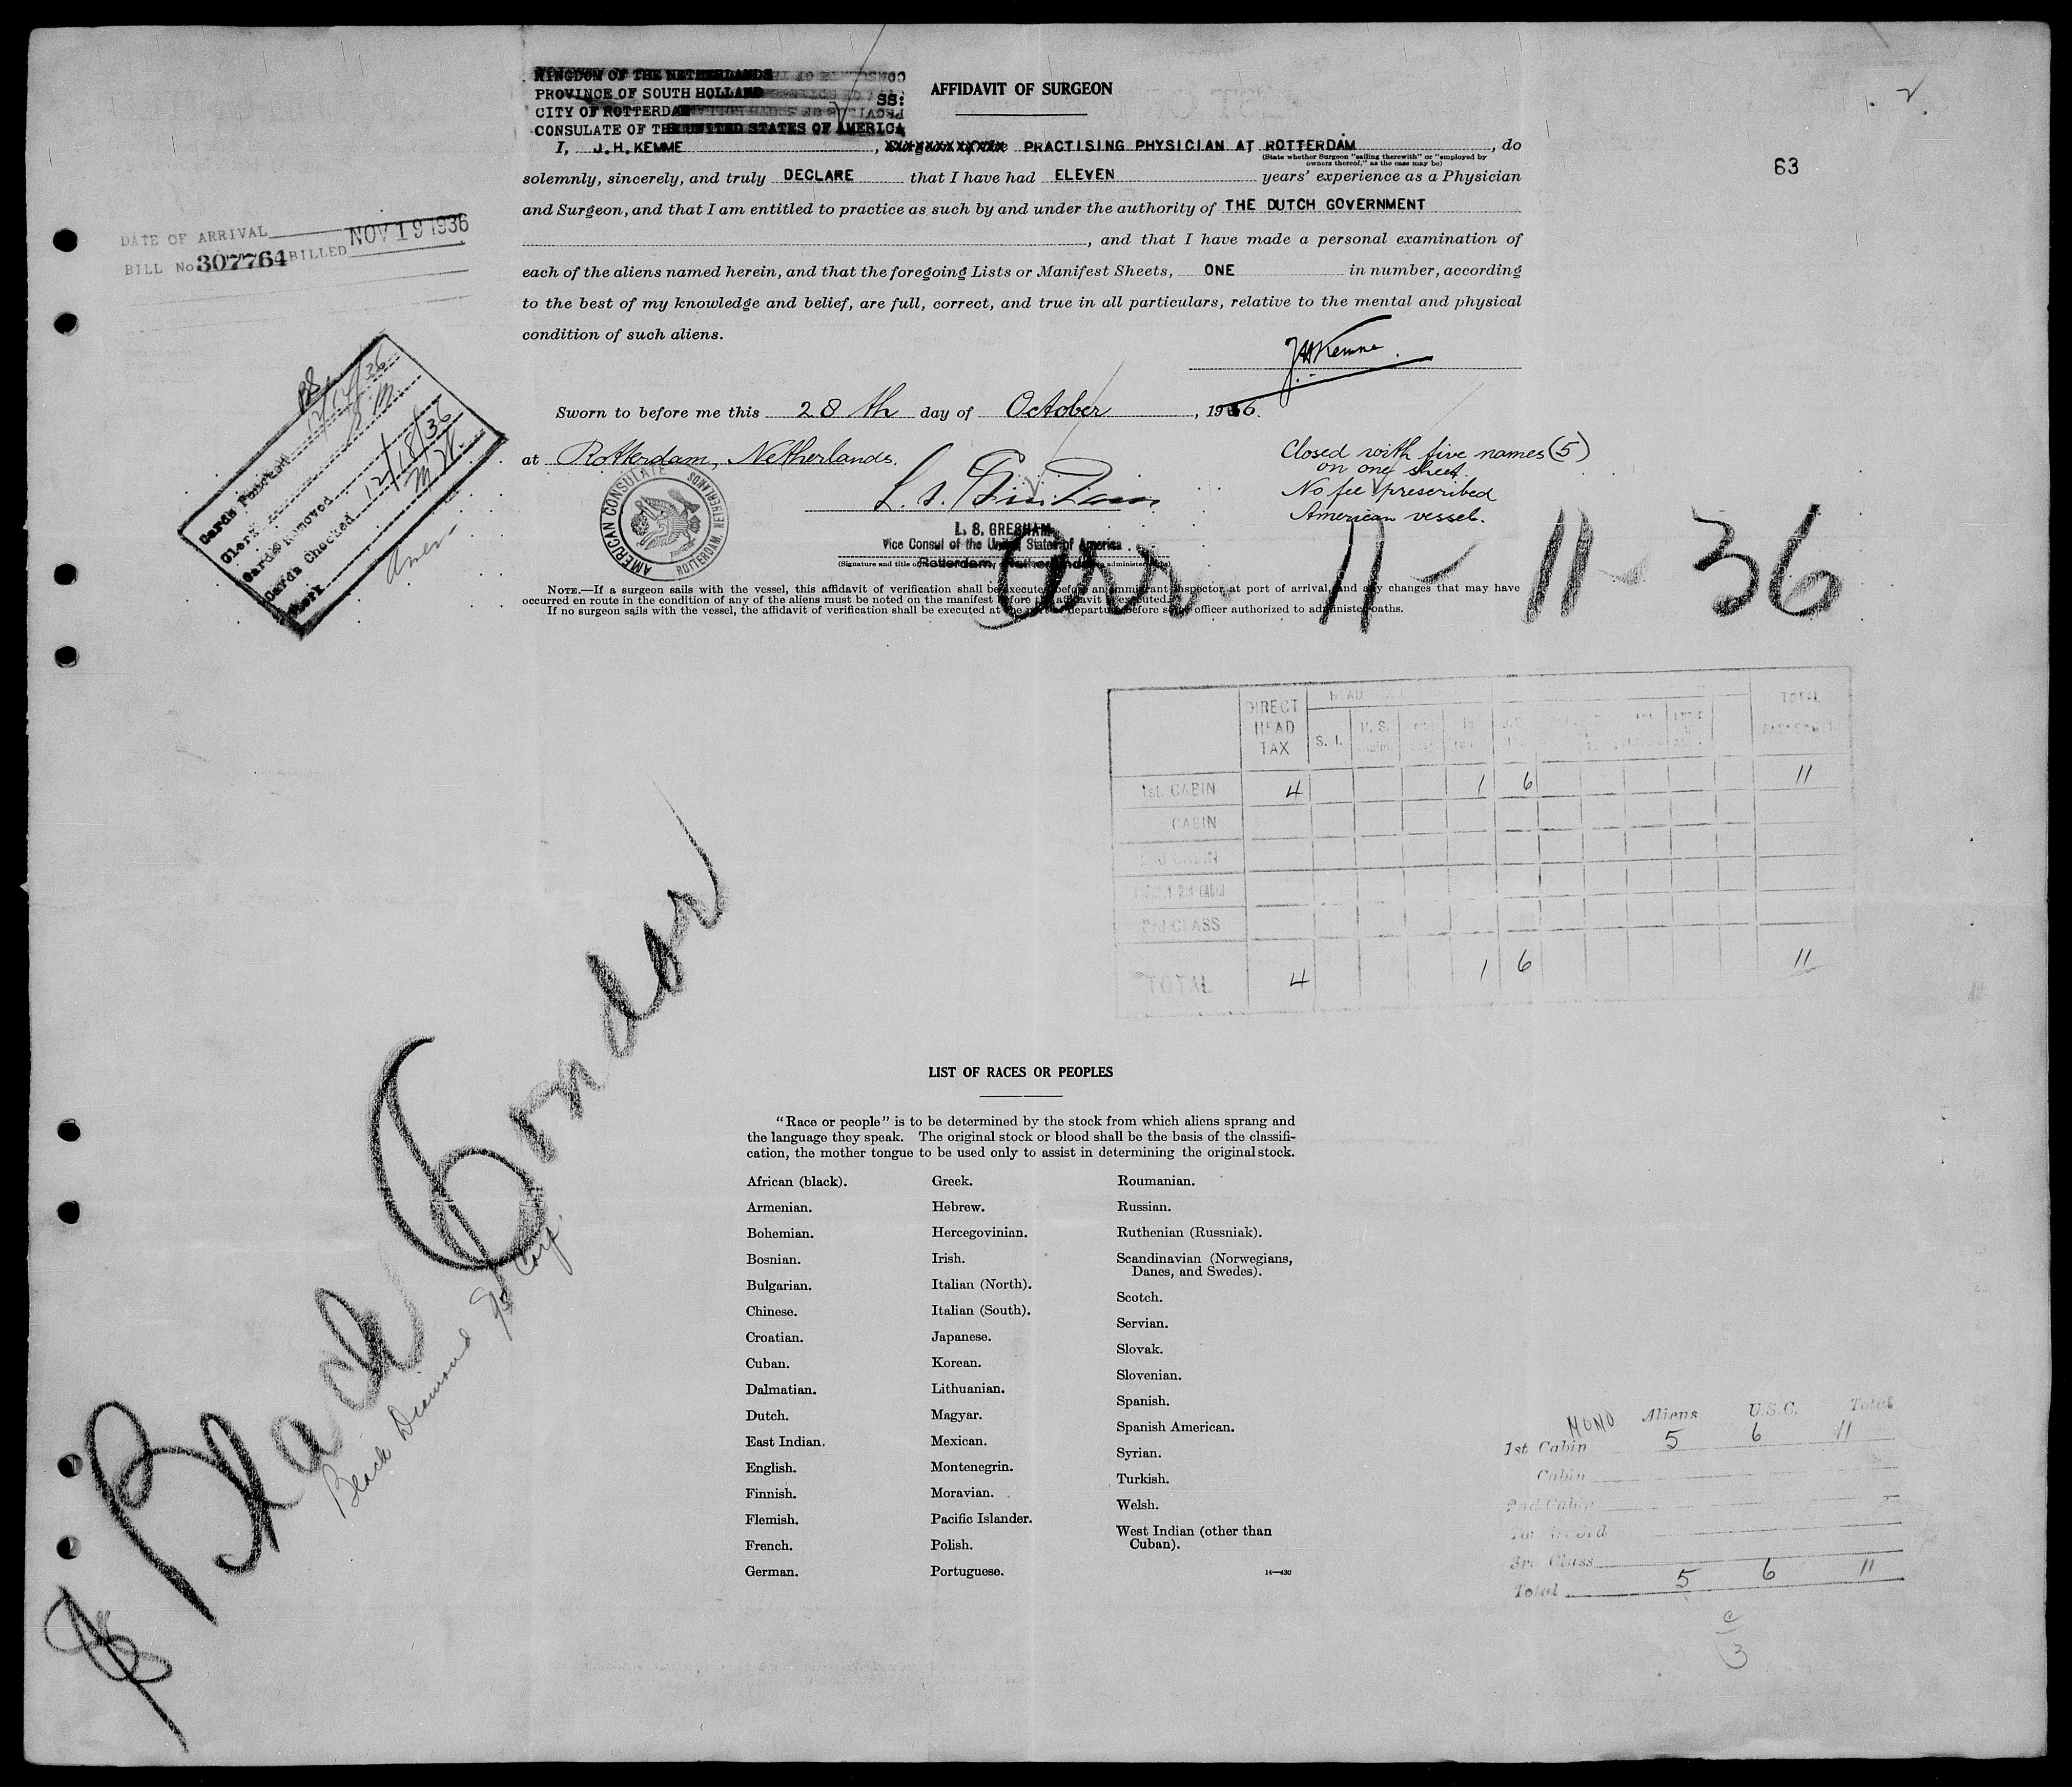 KINGDOM OF THE NETHERLANDS
PROVINCE OF SOUTH HOLLAND
SS:
CITY OF ROTTERDAM
CONSULATE OF THE UNITED STATES OF AMERICA
AFFIDAVIT OF SURGEON
63
I, J.H.KEMME, PRACTISING PHYSICIAN AT ROTTERDAM, do
(State whether Surgeon "sailing therewith" or "employed by
owners thereof," as the case may be)
solemnly, sincerely, and truly DECLARE that I have had ELEVEN years' experience as a Physician
and Surgeon, and that I am entitled to practice as such by and under the authority of THE DUTCH GOVERNMENT
, and that I have made a personal examination of
each of the aliens named herein, and that the foregoing Lists or Manifest Sheets, ONE in number, according
to the best of my knowledge and belief, are full, correct, and true in all particulars, relative to the mental and physical
condition of such aliens.
DATE OF ARRIVAL NOV 19 1936
BILL No 307764 BILLED
JH Kemme
Cards Punched 12/14/36
Clerk
Cards Removed
Cards Checked 12/18/36
Clerk
Sworn to before me this 28 th day of October, 1936.
at Rotterdam, Netherlands.
Closed with five names (5)
on one sheet.
No fee prescribed
American vessel.
AMERICAN CONSULATE
ROTTERDAM, NETHERLANDS
L. S. GRESHAM
Vice Consul of the United States of America
Rotterdam, Netherlands
Arr 11-11-36
NOTE.—If a surgeon sails with the vessel, this affidavit of verification shall be executed before an immigrant inspector at port of arrival, and any changes that may have
occurred en route in the condition of any of the aliens must be noted on the manifest before the affidavit is executed.
If no surgeon sails with the vessel, the affidavit of verification shall be executed at the port of departure before some officer authorized to administer oaths.
DIRECT HEAD TAX
S. I.
U. S.
TOTAL
1st. CABIN 4 1 6 11
CABIN
2nd CABIN
3rd CLASS
TOTAL 4 1 6 11
Black Condor
Black Diamond SS Corp.
LIST OF RACES OR PEOPLES
"Race or people" is to be determined by the stock from which aliens sprang and
the language they speak. The original stock or blood shall be the basis of the classifi-
cation, the mother tongue to be used only to assist in determining the original stock.
African (black).
Armenian.
Bohemian.
Bosnian.
Bulgarian.
Chinese.
Croatian.
Cuban.
Dalmatian.
Dutch.
East Indian.
English.
Finnish.
Flemish.
French.
German.
Greek.
Hebrew.
Hercegovinian.
Irish.
Italian (North).
Italian (South).
Japanese.
Korean.
Lithuanian.
Magyar.
Mexican.
Montenegrin.
Moravian.
Pacific Islander.
Polish.
Portuguese.
Roumanian.
Russian.
Ruthenian (Russniak).
Scandinavian (Norwegians,
Danes, and Swedes).
Scotch.
Servian.
Slovak.
Slovenian.
Spanish.
Spanish American.
Syrian.
Turkish.
Welsh.
West Indian (other than
Cuban).
14—430
Aliens U.S.C. Total
1st Cabin 5 6 11
Cabin
2nd Cabin
3rd Class
Total 5 6 11